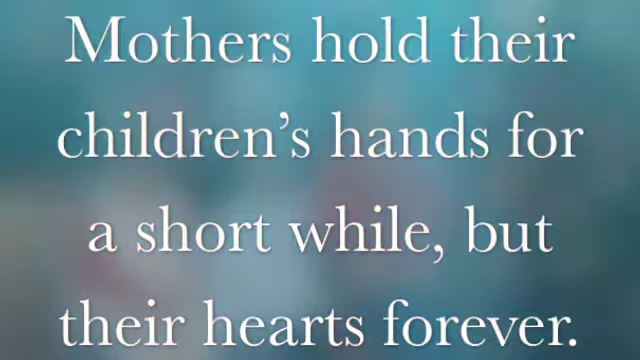 Mothers hold their
children’s hands for
a short while, but
their hearts forever.